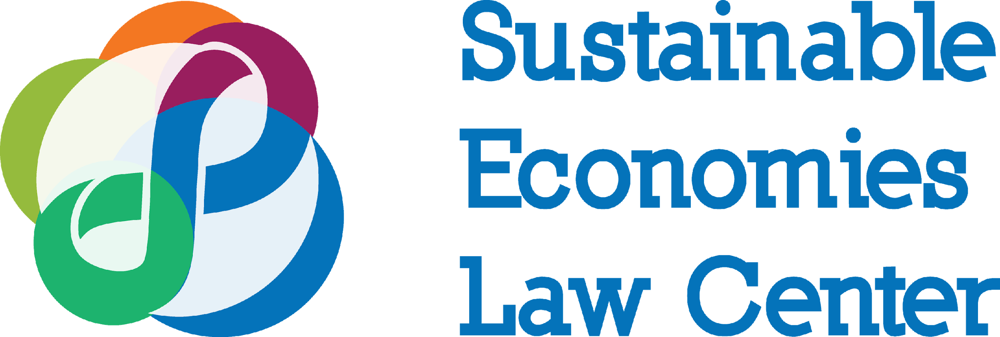 Sustainable
Economies
Law Center